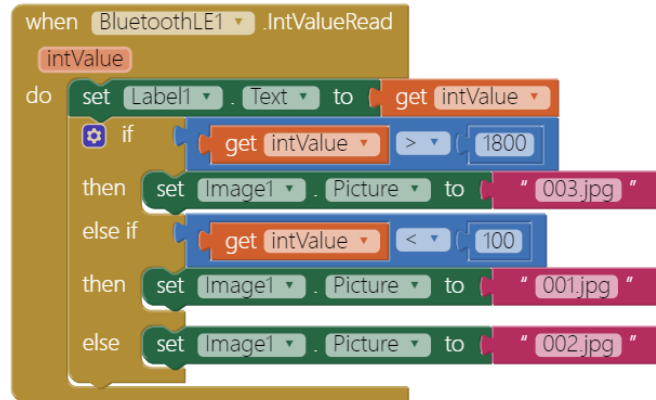 when BluetoothLE1 .IntValueRead
intValue
do set Label1 . Text to get intValue
if get intValue > 1800
then set Image1 . Picture to " 003.jpg "
else if get intValue < 100
then set Image1 . Picture to " 001.jpg "
else set Image1 . Picture to " 002.jpg "